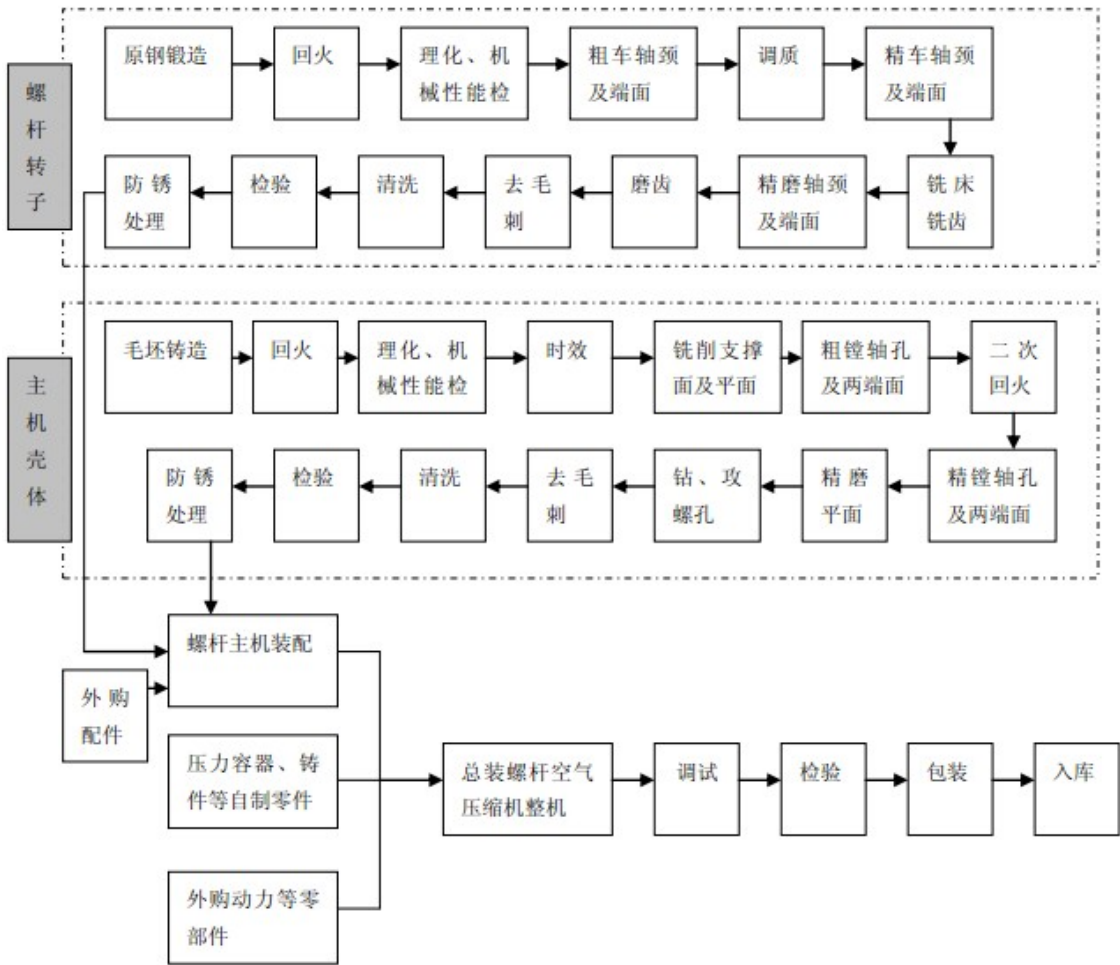 螺
杆
转
子
原钢锻造
回火
理化、机
械性能检
粗车轴颈
及端面
调质
精车轴颈
及端面
铣床
铣齿
精磨轴颈
及端面
磨齿
去毛
刺
清洗
检验
防锈
处理
主
机
壳
体
毛坯铸造
回火
理化、机
械性能检
时效
铣削支撑
面及平面
粗镗轴孔
及两端面
二次
回火
精镗轴孔
及两端面
精磨
平面
钻、攻
螺孔
去毛
刺
清洗
检验
防锈
处理
螺杆主机装配
外购
配件
压力容器、铸
件等自制零件
外购动力等零
部件
总装螺杆空气
压缩机整机
调试
检验
包装
入库